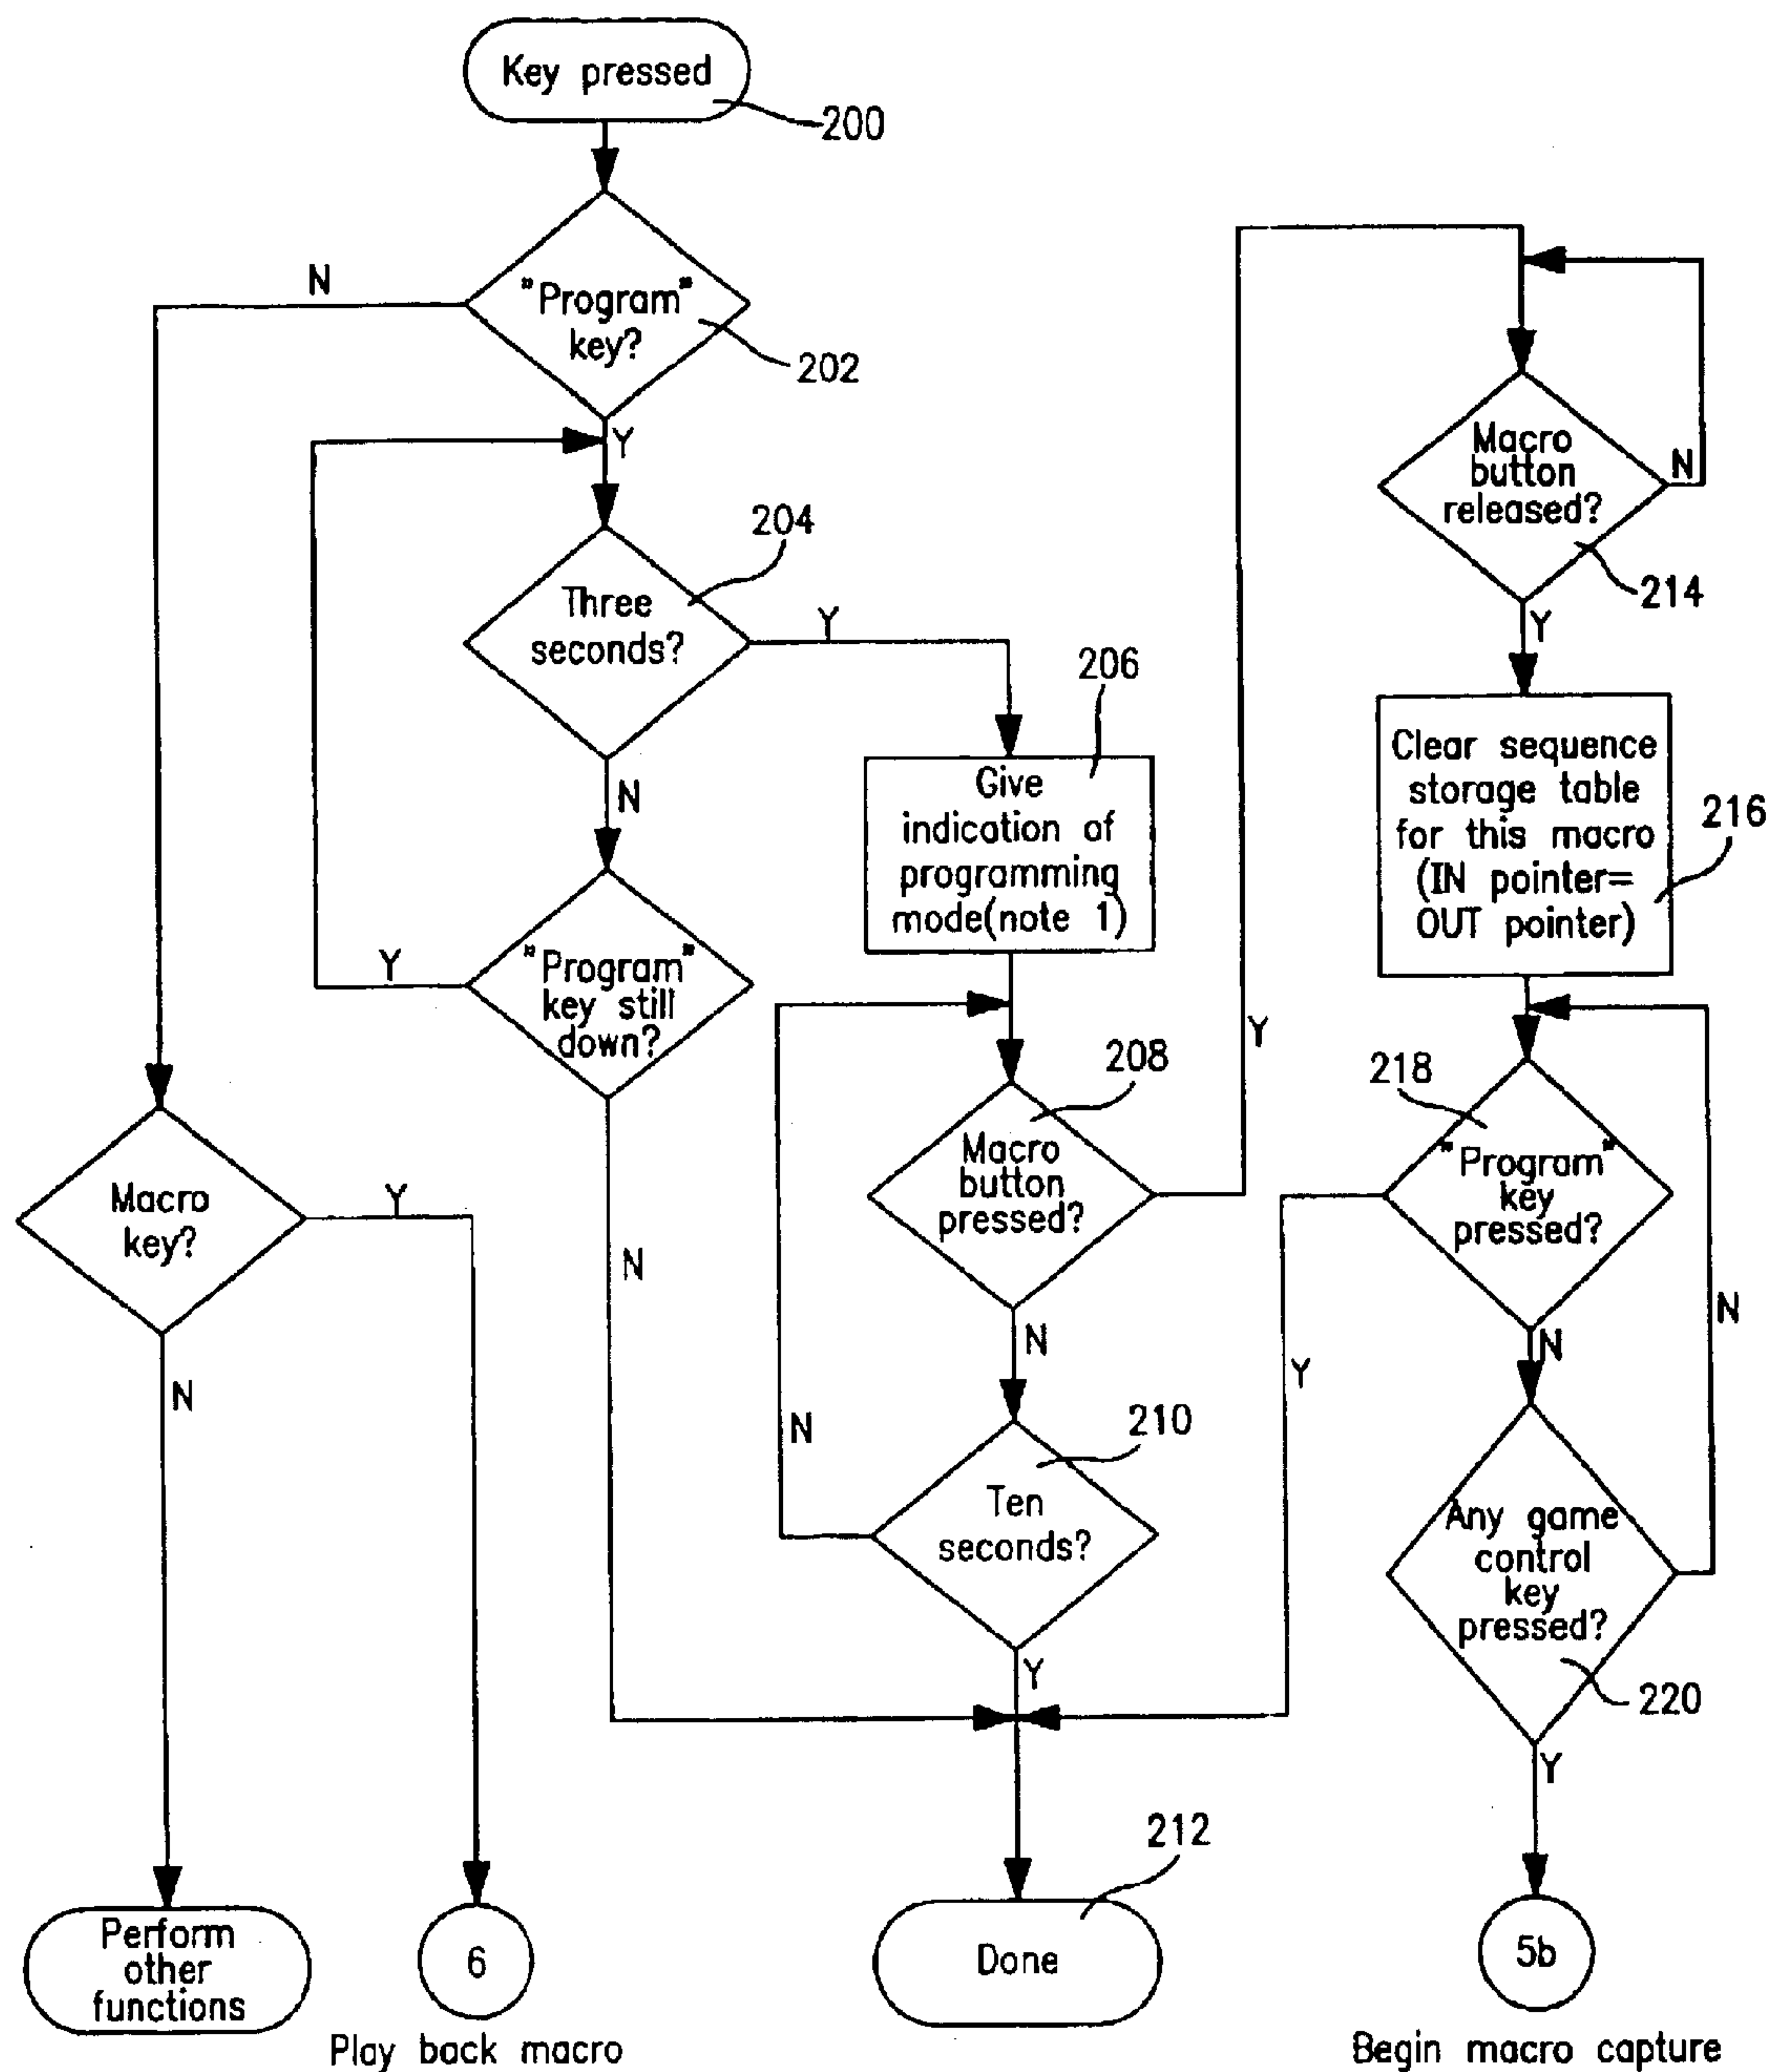 Key pressed
200
"Program"
key?
202
N
Y
Three
seconds?
204
Y
N
"Program"
key still
down?
Y
N
Macro
key?
Y
N
Perform
other
functions
6
Play back macro
206
Give
indication of
programming
mode(note 1)
208
Macro
button
pressed?
Y
N
210
Ten
seconds?
N
Y
212
Done
Macro
button
released?
N
214
Y
Clear sequence
storage table
for this macro
(IN pointer=
OUT pointer)
216
218
"Program"
key
pressed?
Y
N
Any game
control
key
pressed?
N
220
Y
5b
Begin macro capture